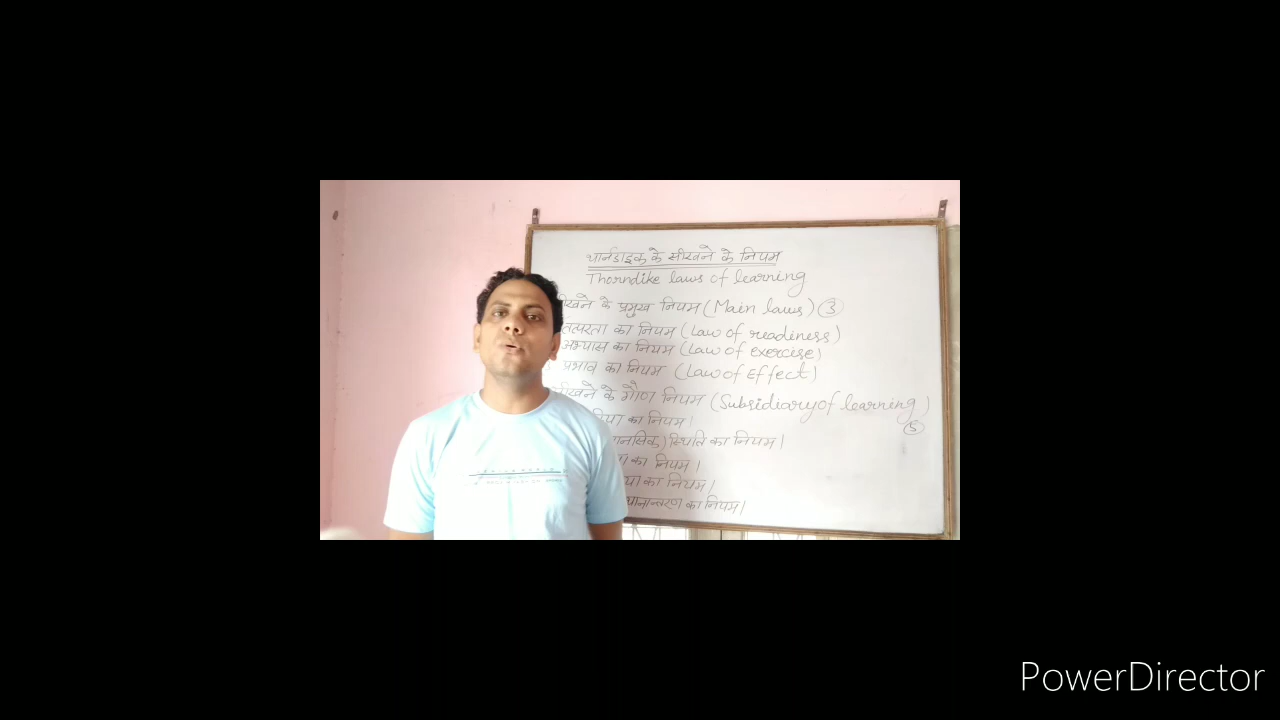 थार्नडाइक के सीखने के नियम
Thorndike laws of learning
सीखने के प्रमुख नियम (Main laws) ③
तत्परता का नियम (Law of readiness)
अभ्यास का नियम (Law of exercise)
प्रभाव का नियम (Law of Effect)
सीखने के गौण नियम (Subsidiary of learning)
⑤
का नियम।
स्थिति का नियम।
का नियम।
का नियम।
का नियम।
PowerDirector